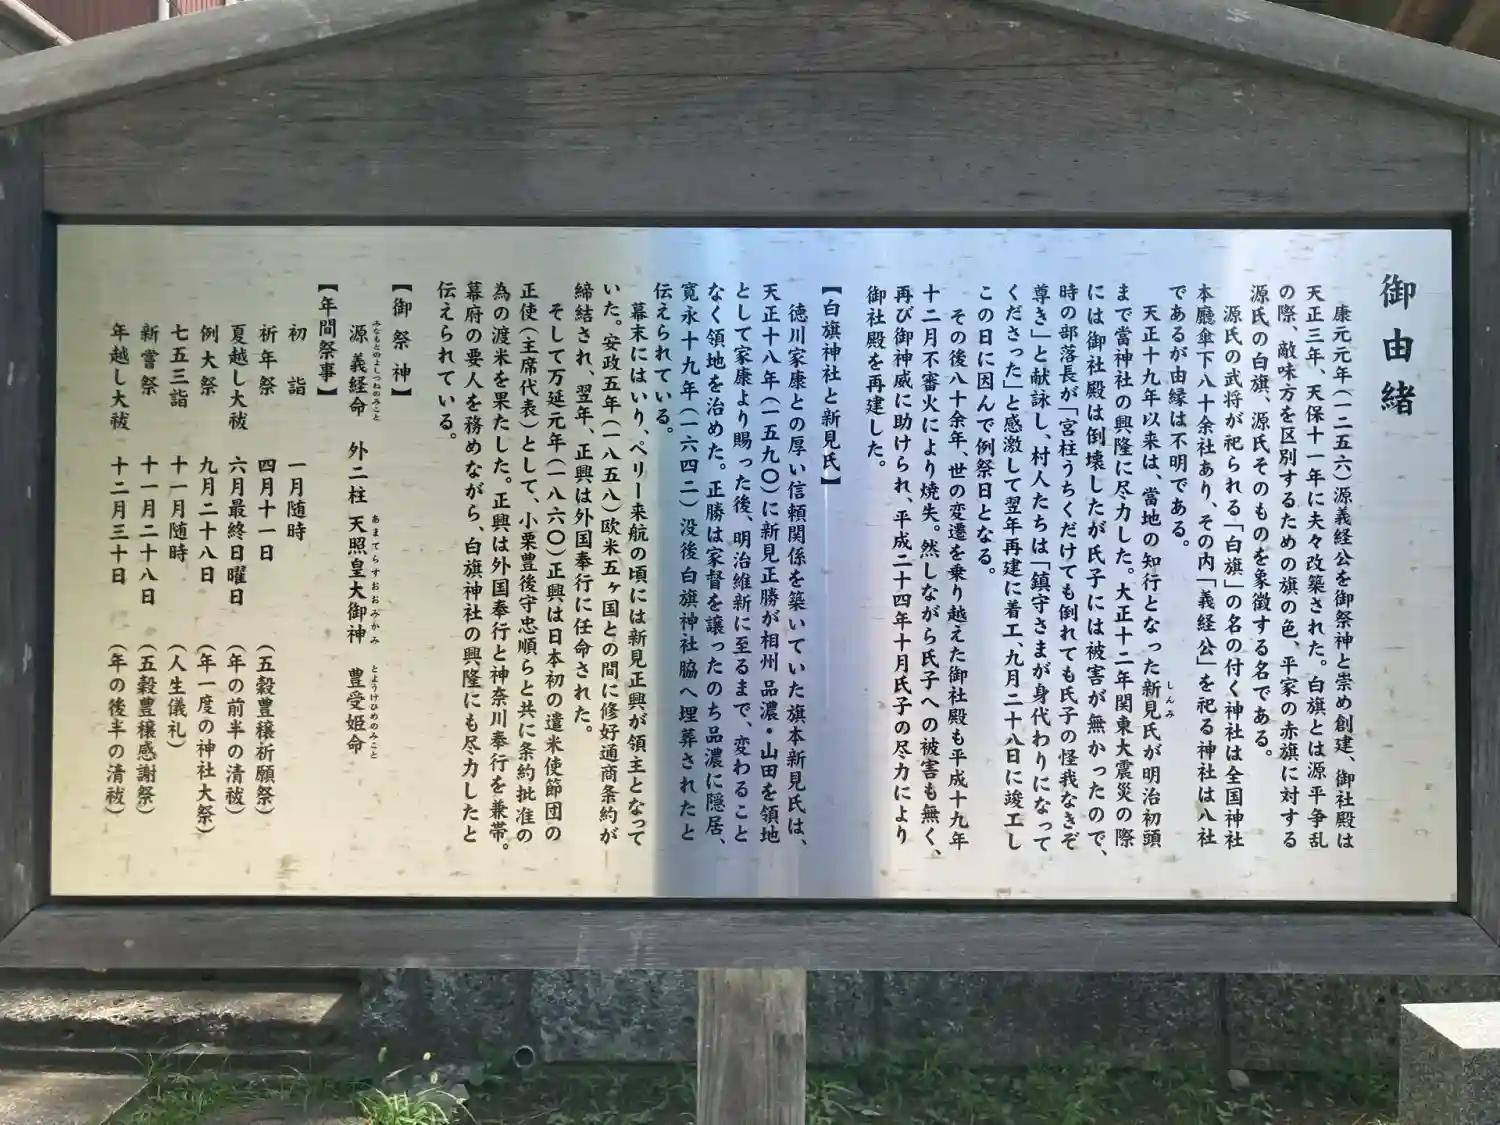 御由緒
康元元年(一二五六)源義経公を御祭神と崇め創建、御社殿は
天正三年、天保十一年に夫々改築された。白旗とは源平争乱
の際、敵味方を区別するための旗の色、平家の赤旗に対する
源氏の白旗、源氏そのものを象徴する名である。
源氏の武将が祀られる「白旗」の名の付く神社は全国神社
本廳傘下八十余社あり、その内「義経公」を祀る神社は八社
であるが由縁は不明である。
天正十九年以来は、當地の知行となった新見氏が明治初頭
しんみ
まで當神社の興隆に尽力した。大正十二年関東大震災の際
には御社殿は倒壊したが氏子には被害が無かったので、
時の部落長が「宮柱うちくだけても倒れても氏子の怪我なきぞ
尊き」と献詠し、村人たちは「鎮守さまが身代わりになって
くださった」と感激して翌年再建に着工、九月二十八日に竣工し
この日に因んで例祭日となる。
その後八十余年、世の変遷を乗り越えた御社殿も平成十九年
十二月不審火により焼失。然しながら氏子への被害も無く、
再び御神威に助けられ、平成二十四年十月氏子の尽力により
御社殿を再建した。
【白旗神社と新見氏】
徳川家康との厚い信頼関係を築いていた旗本新見氏は、
天正十八年(一五九〇)に新見正勝が相州 品濃・山田を領地
として家康より賜った後、明治維新に至るまで、変わること
なく領地を治めた。正勝は家督を譲ったのち品濃に隠居、
寛永十九年(一六四二)没後白旗神社脇へ埋葬されたと
伝えられている。
幕末にはいり、ペリー来航の頃には新見正興が領主となって
いた。安政五年(一八五八)欧米五ヶ国との間に修好通商条約が
締結され、翌年、正興は外国奉行に任命された。
そして万延元年(一八六〇)正興は日本初の遣米使節団の
正使(主席代表)として、小栗豊後守忠順らと共に条約批准の
為の渡米を果たした。正興は外国奉行と神奈川奉行を兼帯。
幕府の要人を務めながら、白旗神社の興隆にも尽力したと
伝えられている。
【御祭神】
みなもとのよしつねのみこと あまてらすおおみかみ とようけひめのみこと
源義経命 外二柱 天照皇大御神 豊受姫命
【年間祭事】
初詣 一月随時
祈年祭 四月十一日 (五穀豊穣祈願祭)
夏越し大祓 六月最終日曜日 (年の前半の清祓)
例大祭 九月二十八日 (年一度の神社大祭)
七五三詣 十一月随時 (人生儀礼)
新嘗祭 十一月二十八日 (五穀豊穣感謝祭)
年越し大祓 十二月三十日 (年の後半の清祓)